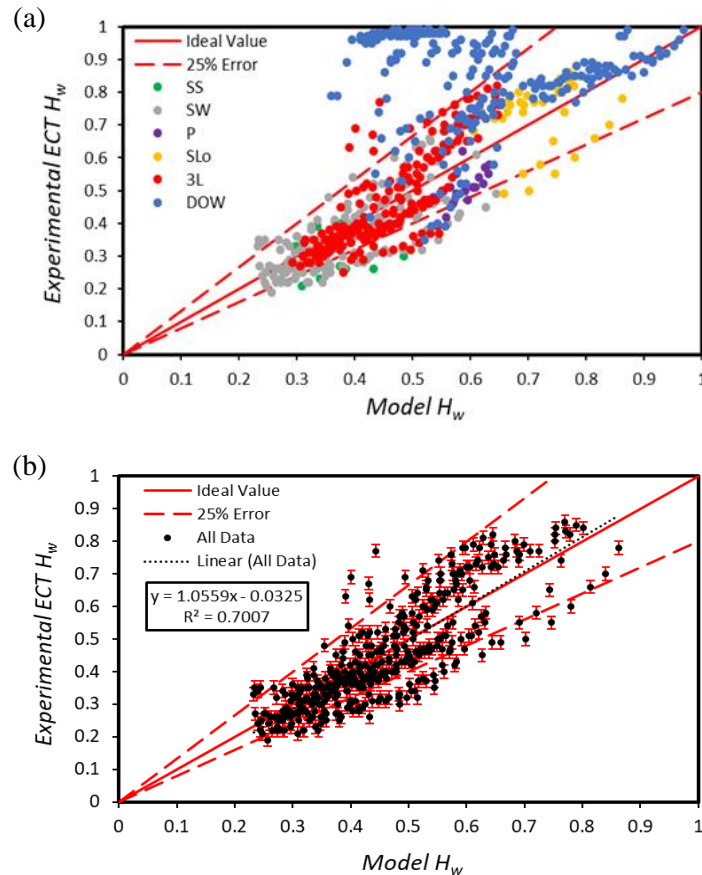 (a)
1
0.9
0.8
0.7
0.6
0.5
0.4
0.3
0.2
0.1
0
Experimental ECT H_w
Ideal Value
25% Error
SS
SW
P
SLo
3L
DOW
0 0.1 0.2 0.3 0.4 0.5 0.6 0.7 0.8 0.9 1
Model H_w
(b)
1
0.9
0.8
0.7
0.6
0.5
0.4
0.3
0.2
0.1
0
Experimental ECT H_w
Ideal Value
25% Error
All Data
Linear (All Data)
y = 1.0559x - 0.0325
R² = 0.7007
0 0.1 0.2 0.3 0.4 0.5 0.6 0.7 0.8 0.9 1
Model H_w